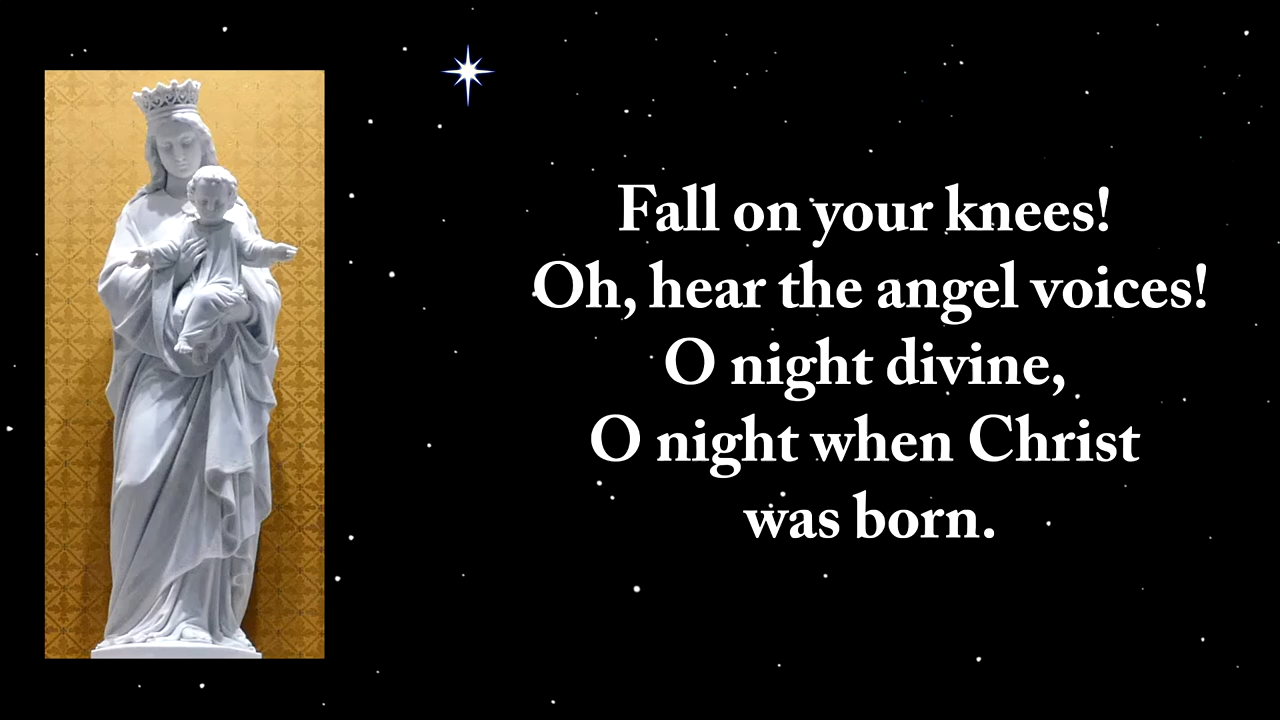 Fall on your knees!
Oh, hear the angel voices!
O night divine,
O night when Christ
was born.